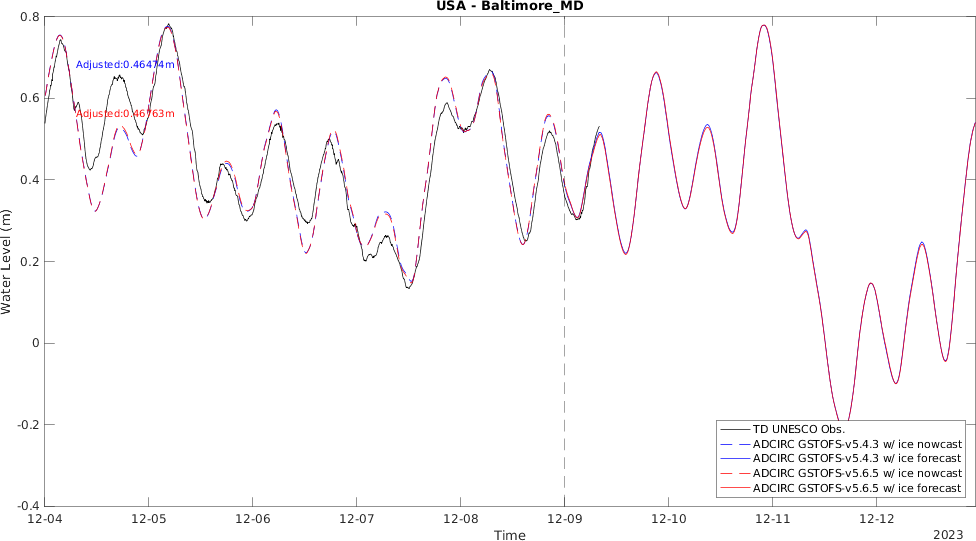 USA - Baltimore_MD
0.8
0.6
0.4
0.2
0
-0.2
-0.4
Water Level (m)
Adjusted:0.46474m
Adjusted:0.46763m
TD UNESCO Obs.
ADCIRC GSTOFS-v5.4.3 w/ ice nowcast
ADCIRC GSTOFS-v5.4.3 w/ ice forecast
ADCIRC GSTOFS-v5.6.5 w/ ice nowcast
ADCIRC GSTOFS-v5.6.5 w/ ice forecast
12-04 12-05 12-06 12-07 12-08 12-09 12-10 12-11 12-12
Time
2023